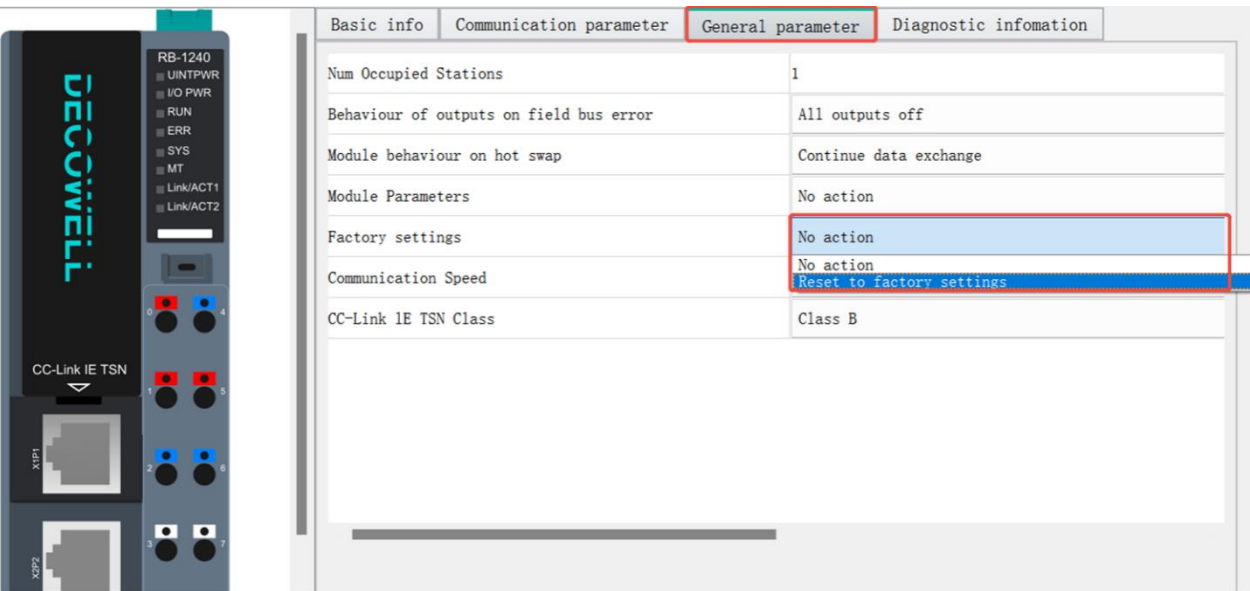 DECOWELL
RB-1240
UINTPWR
I/O PWR
RUN
ERR
SYS
MT
Link/ACT1
Link/ACT2
0 4
CC-Link IE TSN
1 5
X1P1
2 6
3 7
X2P2
Basic info Communication parameter General parameter Diagnostic infomation
Num Occupied Stations 1
Behaviour of outputs on field bus error All outputs off
Module behaviour on hot swap Continue data exchange
Module Parameters No action
Factory settings No action
No action
Reset to factory settings
Communication Speed
CC-Link lE TSN Class Class B